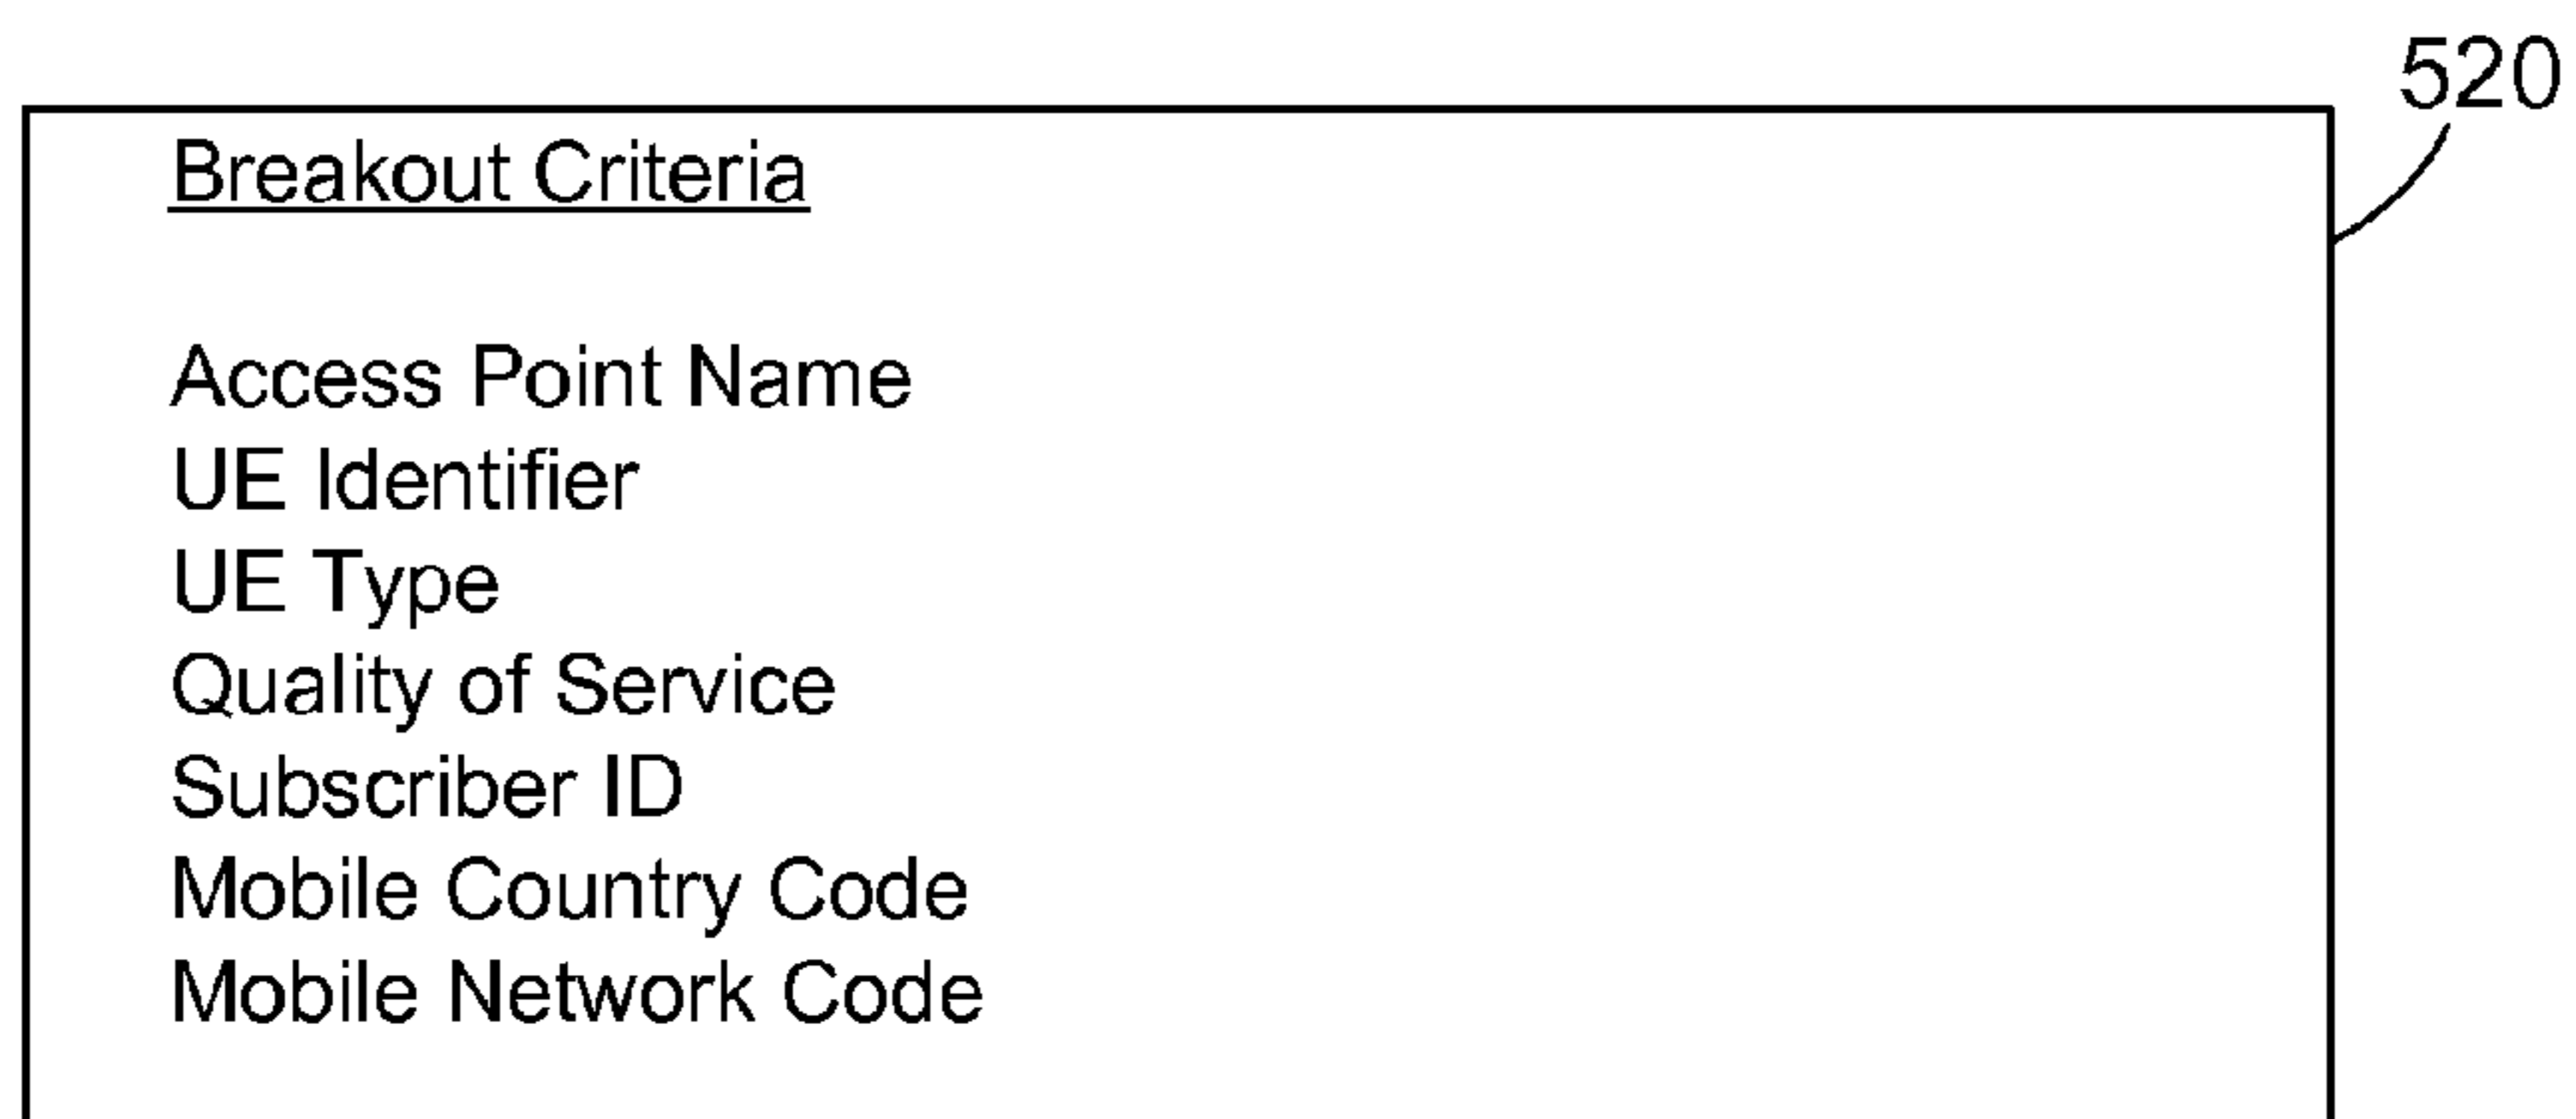 520
Breakout Criteria
Access Point Name
UE Identifier
UE Type
Quality of Service
Subscriber ID
Mobile Country Code
Mobile Network Code